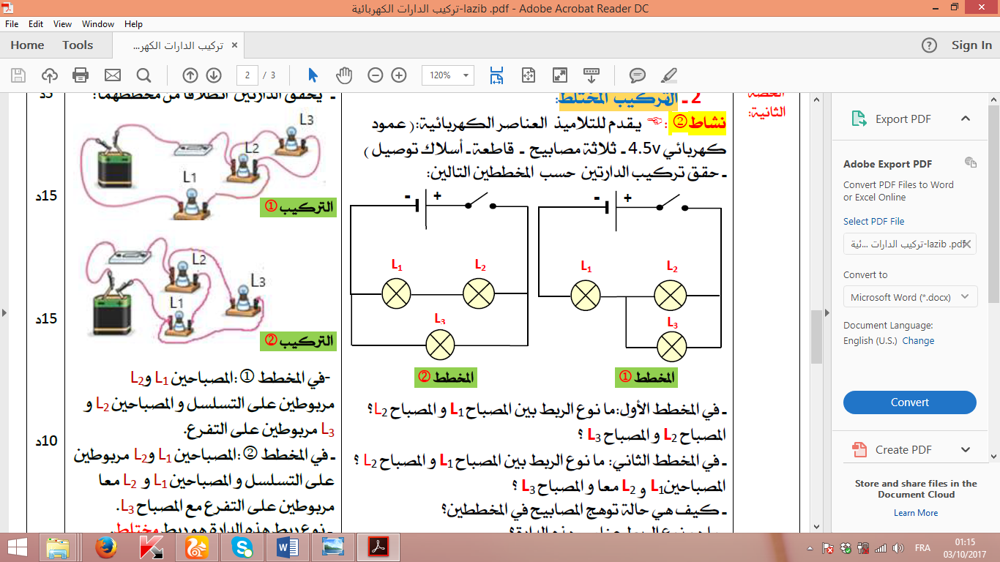 تركيب الدارات الكهربائية-lazib .pdf - Adobe Acrobat Reader DC
File Edit View Window Help
Home Tools تركيب الدارات الكهر... × Sign In
2 / 3 120%
الحصة
الثانية:
2 ـ التركيب المختلط:
نشاط② : ☜ يقدم للتلاميذ العناصر الكهربائية:( عمود
كهربائي 4.5v ـ ثلاثة مصابيح ـ قاطعة ـ أسلاك توصيل )
ـ حقق تركيب الدارتين حسب المخططين التالين:
- + - +
L1 L2 L1 L2
L3 L3
المخطط ① المخطط ②
ـ في المخطط الأول: ما نوع الربط بين المصباح L1 و المصباح L2؟
المصباح L2 و المصباح L3 ؟
ـ في المخطط الثاني: ما نوع الربط بين المصباح L1 و المصباح L2 ؟
المصباحين L1 و L2 معا و المصباح L3 ؟
ـ كيف هي حالة توهج المصابيح في المخططين؟
ـ يحقق الدارتين انطلاقا من مخططهما:
L3
L2
L1
التركيب ①
L2
L3
L1
التركيب ②
-في المخطط ① :المصباحين L1 وL2
مربوطين على التسلسل و المصباحين L2 و
L3 مربوطين على التفرع.
ـ في المخطط ② :المصباحين L1 وL2 مربوطين
على التسلسل و المصباحين L1 و L2 معا
مربوطين على التفرع مع المصباح L3.
ـ نوع ربط هذه الدارة هو ربط مختلط.
15د
15د
10د
Export PDF
Adobe Export PDF
Convert PDF Files to Word
or Excel Online
Select PDF File
تركيب الدارات ...ئية-lazib .pdf
Convert to
Microsoft Word (*.docx)
Document Language:
English (U.S.) Change
Convert
Create PDF
Store and share files in the
Document Cloud
Learn More
FRA
01:15
03/10/2017